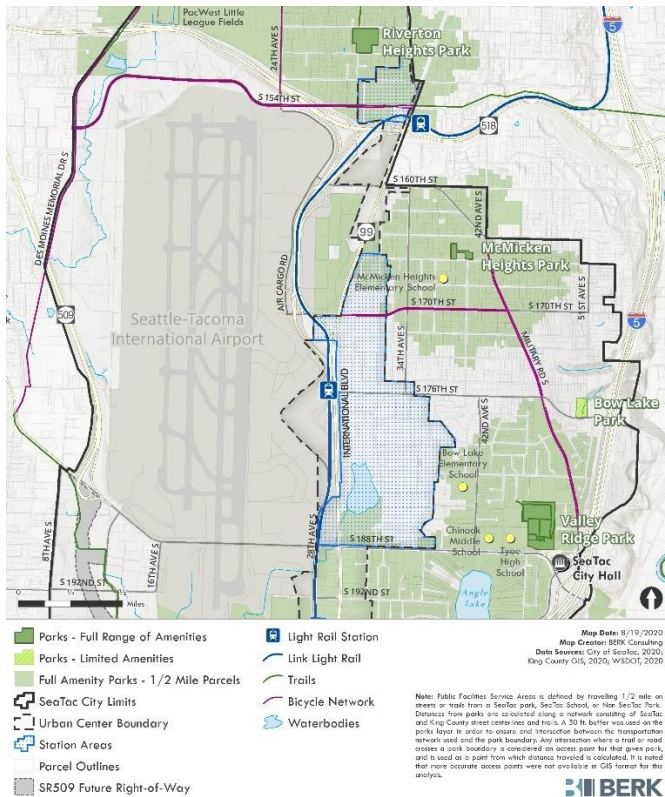 PacWest Little
League Fields
24TH AVE S
Riverton
Heights Park
5
S 154TH ST
518
DES MOINES MEMORIAL DR S
S 160TH ST
42ND AVE S
99
McMicken
Heights Park
McMicken Heights
Elementary School
AIR CARGO RD
509
Seattle-Tacoma
International Airport
S 170TH ST
S 170TH ST
51ST AVE S
5
34TH AVE S
MILITARY RD S
INTERNATIONAL BLVD
S 176TH ST
42ND AVE S
Bow Lake
Park
Bow Lake
Elementary
School
Chinook
Middle
School
Tyee
High
School
Valley
Ridge Park
28TH AVE S
S 188TH ST
8TH AVE S
16TH AVE S
SeaTac
City Hall
S 192ND ST
S 192ND ST
Angle
Lake
0
Miles
Parks - Full Range of Amenities
Parks - Limited Amenities
Full Amenity Parks - 1/2 Mile Parcels
SeaTac City Limits
Urban Center Boundary
Station Areas
Parcel Outlines
SR509 Future Right-of-Way
Light Rail Station
Link Light Rail
Trails
Bicycle Network
Waterbodies
Map Date: 8/19/2020
Map Creator: BERK Consulting
Data Sources: City of SeaTac, 2020;
King County GIS, 2020; WSDOT, 2020
Note: Public Facilities Service Areas is defined by travelling 1/2 mile on
streets or trails from a SeaTac park, SeaTac School, or Non SeaTac Park.
Distances from parks are calculated along a network consisting of SeaTac
and King County street centerlines and trails. A 50 ft. buffer was used on the
parks layer in order to ensure and intersection between the transportation
network used and the park boundary. Any intersection where a trail or road
crosses a park boundary is considered an access point for that given park,
and is used as a point from which distance traveled is calculated. It is noted
that more accurate access points were not available in GIS format for this
analysis.
BERK